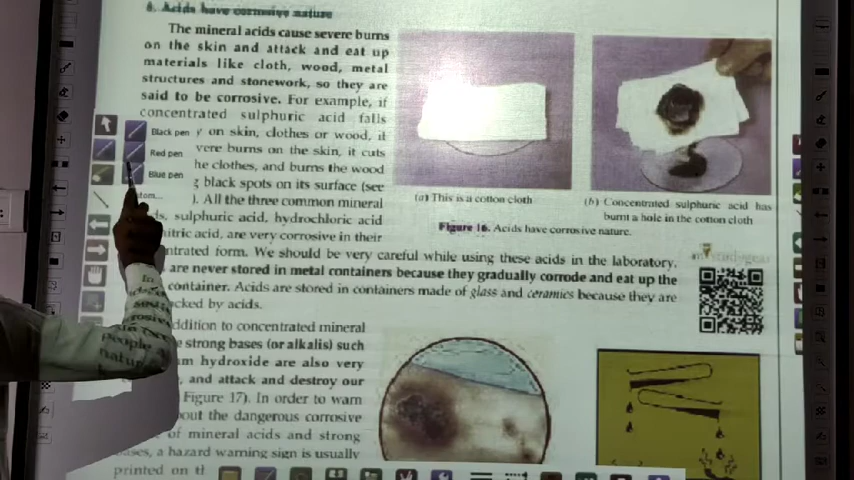 8. Acids have corrosive nature
The mineral acids cause severe burns
on the skin and attack and eat up
materials like cloth, wood, metal
structures and stonework, so they are
said to be corrosive. For example, if
concentrated sulphuric acid falls
Black pen
y on skin, clothes or wood, it
Red pen
vere burns on the skin, it cuts
he clothes, and burns the wood
Blue pen
g black spots on its surface (see
). All the three common mineral
ds, sulphuric acid, hydrochloric acid
nitric acid, are very corrosive in their
ntrated form. We should be very careful while using these acids in the laboratory.
are never stored in metal containers because they gradually corrode and eat up the
container. Acids are stored in containers made of glass and ceramics because they are
acked by acids.
(a) This is a cotton cloth
(b) Concentrated sulphuric acid has
burnt a hole in the cotton cloth
Figure 16. Acids have corrosive nature.
ddition to concentrated mineral
e strong bases (or alkalis) such
m hydroxide are also very
, and attack and destroy our
Figure 17). In order to warn
out the dangerous corrosive
of mineral acids and strong
ases, a hazard warning sign is usually
printed on th